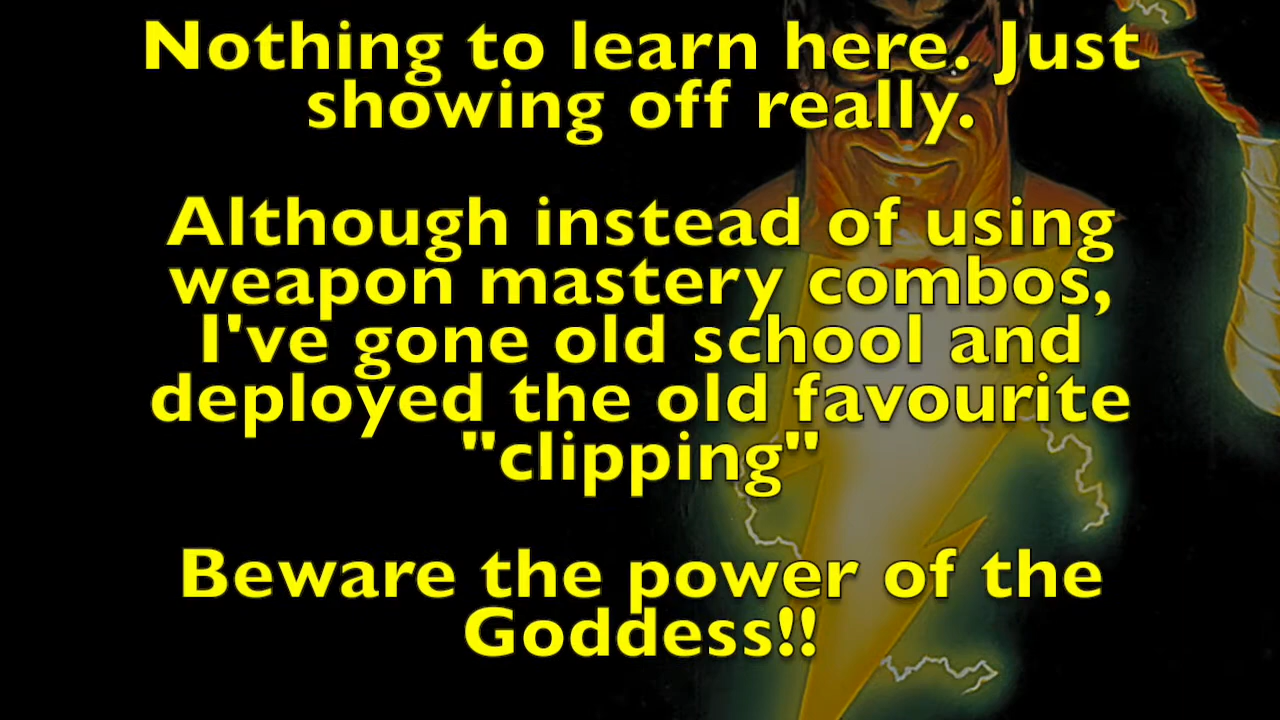 Nothing to learn here. Just
showing off really.
Although instead of using
weapon mastery combos,
I've gone old school and
deployed the old favourite
"clipping"
Beware the power of the
Goddess!!